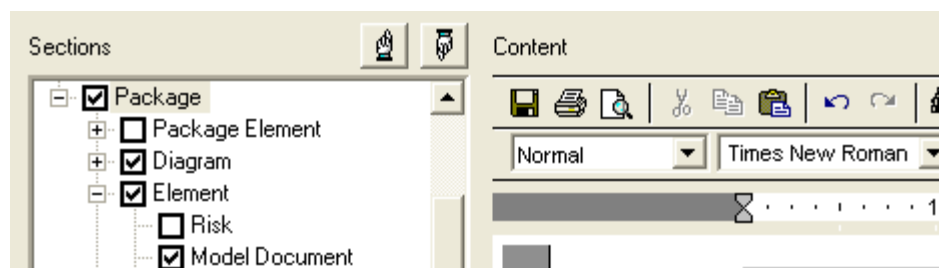 Sections
Content
Package
Package Element
Diagram
Element
Risk
Model Document
Normal
Times New Roman
1